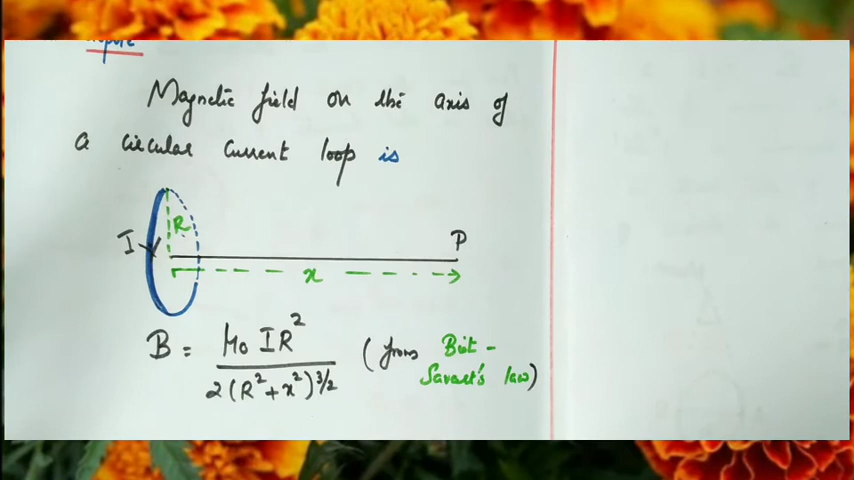 Magnetic field on the axis of
a circular current loop is
R
I
P
x
B = μ0 IR² / 2(R²+x²)^3/2 (from Biot-
Savart's law)